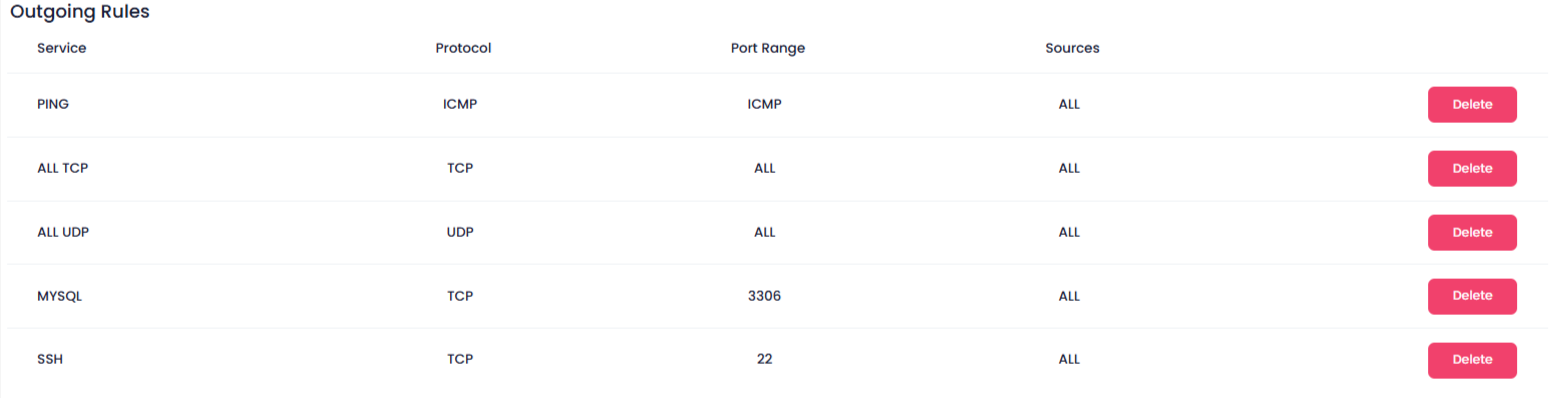 Outgoing Rules
Service Protocol Port Range Sources
PING ICMP ICMP ALL Delete
ALL TCP TCP ALL ALL Delete
ALL UDP UDP ALL ALL Delete
MYSQL TCP 3306 ALL Delete
SSH TCP 22 ALL Delete